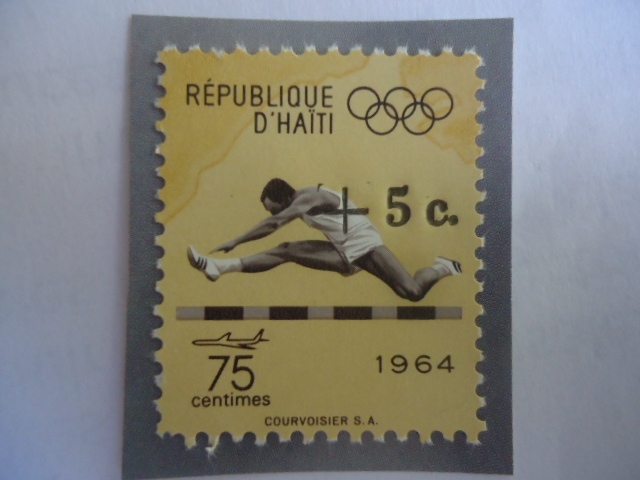 RÉPUBLIQUE
D'HAÏTI
+ 5 c.
75
centimes
1964
COURVOISIER S.A.